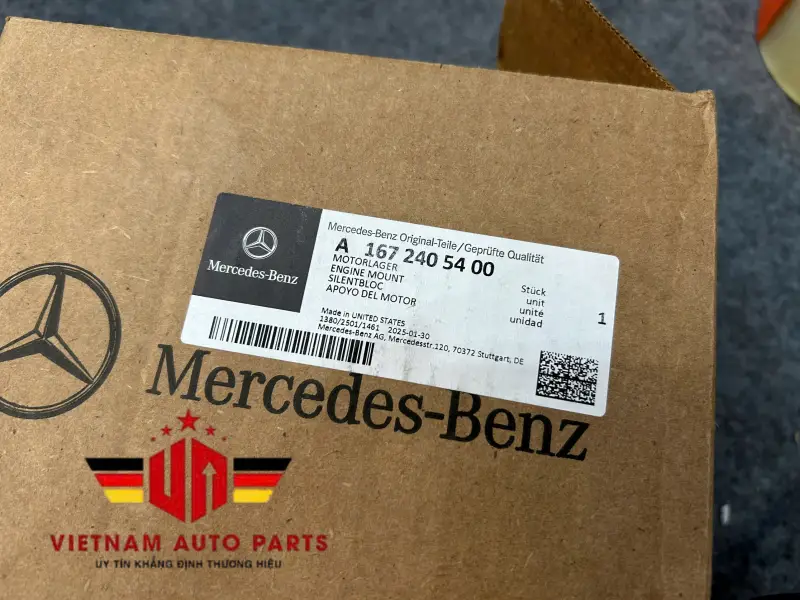 Mercedes-Benz
Mercedes-Benz Original-Teile/Geprüfte Qualität
A 167 240 54 00
MOTORLAGER
ENGINE MOUNT
SILENTBLOC
APOYO DEL MOTOR
Stück
unit
unité
unidad
1
Made in UNITED STATES
1380/2501/1461 2025-01-30
Mercedes-Benz AG, Mercedesstr.120, 70372 Stuttgart, DE
Mercedes-Benz
VIETNAM AUTO PARTS
UY TÍN KHẲNG ĐỊNH THƯƠNG HIỆU